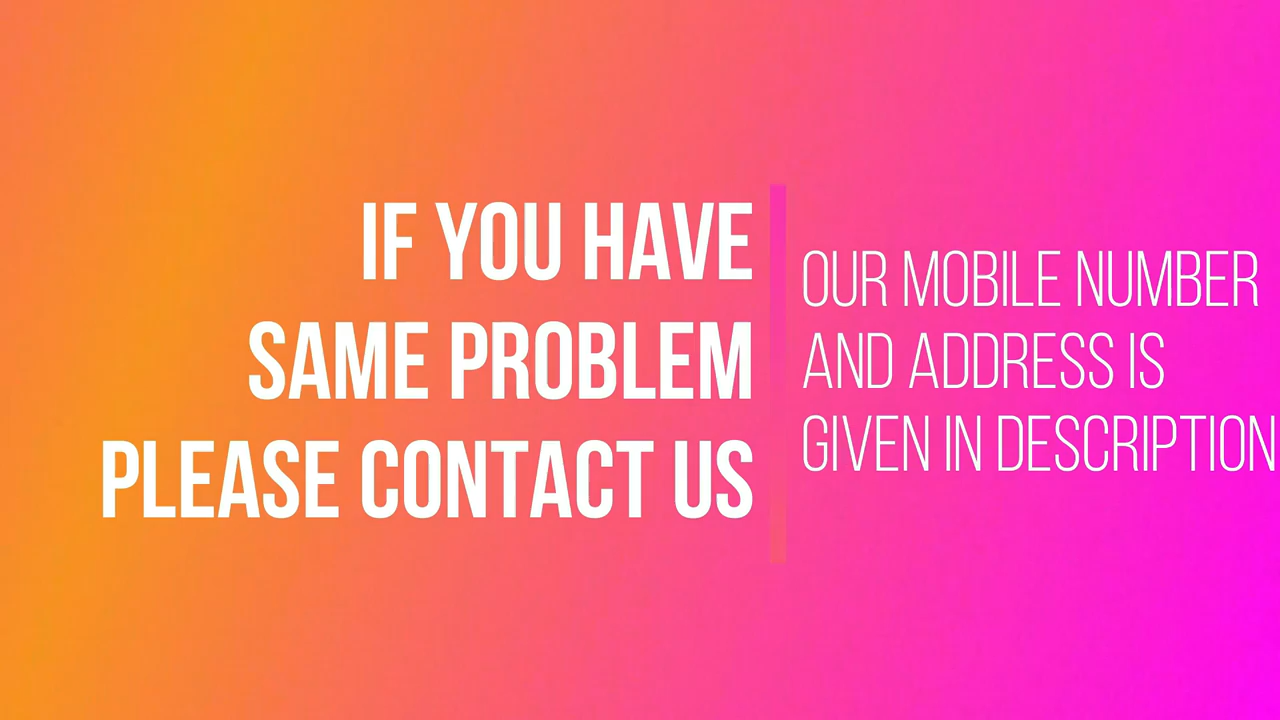 IF YOU HAVE
SAME PROBLEM
PLEASE CONTACT US
OUR MOBILE NUMBER
AND ADDRESS IS
GIVEN IN DESCRIPTION